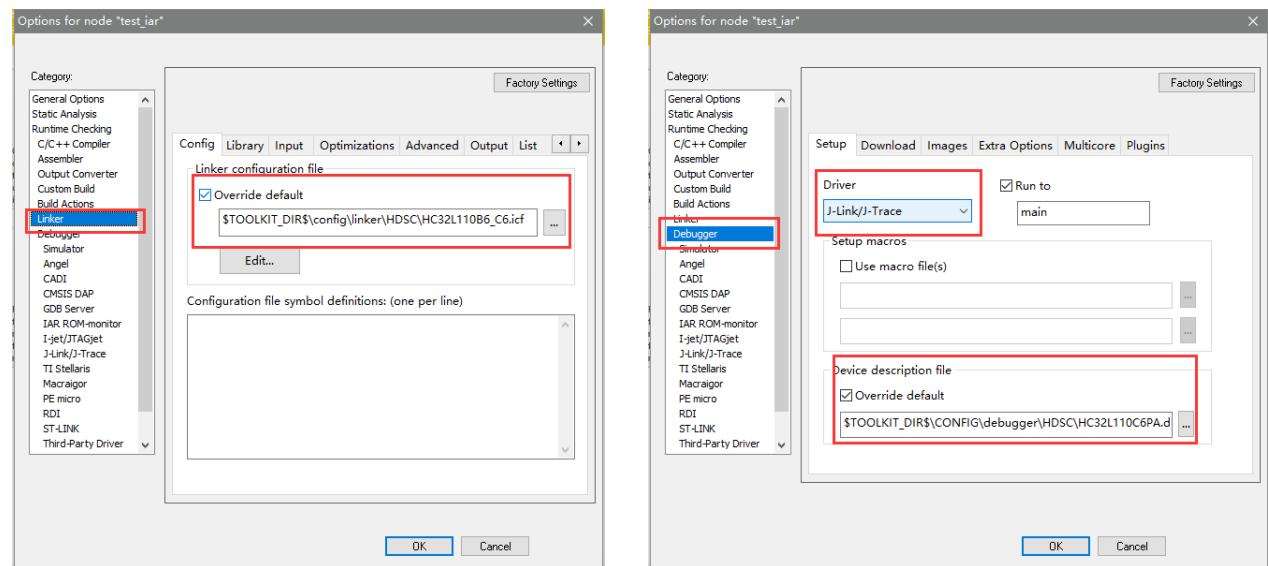 Options for node "test_iar"
Category:
Factory Settings
General Options
Static Analysis
Runtime Checking
C/C++ Compiler
Assembler
Output Converter
Custom Build
Build Actions
Linker
Debugger
Simulator
Angel
CADI
CMSIS DAP
GDB Server
IAR ROM-monitor
I-jet/JTAGjet
J-Link/J-Trace
TI Stellaris
Macraigor
PE micro
RDI
ST-LINK
Third-Party Driver
Config Library Input Optimizations Advanced Output List
Linker configuration file
Override default
$TOOLKIT_DIR$\config\linker\HDSC\HC32L110B6_C6.icf
...
Edit...
Configuration file symbol definitions: (one per line)
OK Cancel
Options for node "test_iar"
Category:
Factory Settings
General Options
Static Analysis
Runtime Checking
C/C++ Compiler
Assembler
Output Converter
Custom Build
Build Actions
Linker
Debugger
Simulator
Angel
CADI
CMSIS DAP
GDB Server
IAR ROM-monitor
I-jet/JTAGjet
J-Link/J-Trace
TI Stellaris
Macraigor
PE micro
RDI
ST-LINK
Third-Party Driver
Setup Download Images Extra Options Multicore Plugins
Driver
Run to
J-Link/J-Trace
main
Setup macros
Use macro file(s)
...
...
Device description file
Override default
$TOOLKIT_DIR$\CONFIG\debugger\HDSC\HC32L110C6PA.d
...
OK Cancel